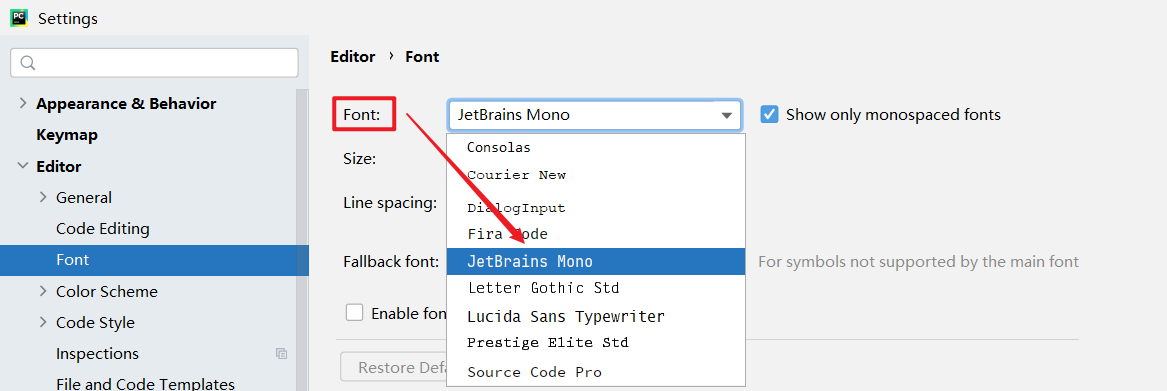 Settings
Appearance & Behavior
Keymap
Editor
General
Code Editing
Font
Color Scheme
Code Style
Inspections
File and Code Templates
Editor › Font
Font: JetBrains Mono Show only monospaced fonts
Size:
Line spacing:
Fallback font: For symbols not supported by the main font
Enable fon
Restore Defa
Consolas
Courier New
DialogInput
Fira Code
JetBrains Mono
Letter Gothic Std
Lucida Sans Typewriter
Prestige Elite Std
Source Code Pro